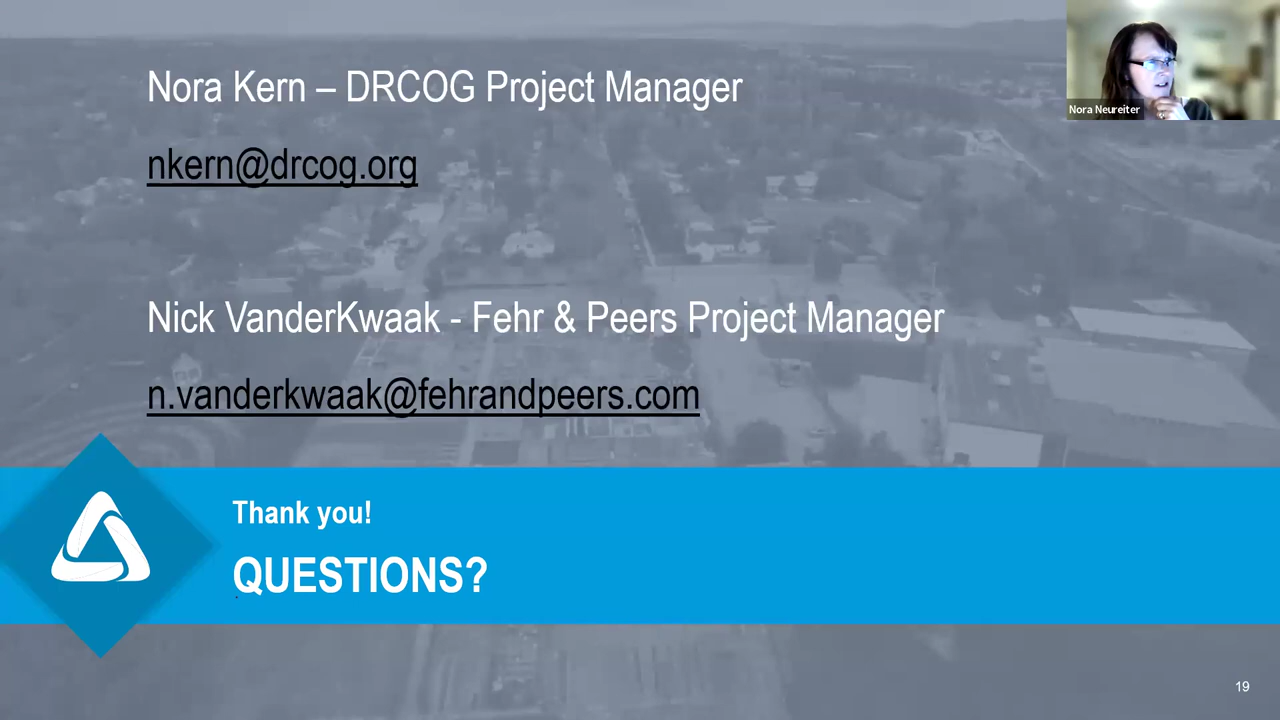 Nora Kern – DRCOG Project Manager
Nora Neureiter
nkern@drcog.org
Nick VanderKwaak - Fehr & Peers Project Manager
n.vanderkwaak@fehrandpeers.com
Thank you!
QUESTIONS?
19